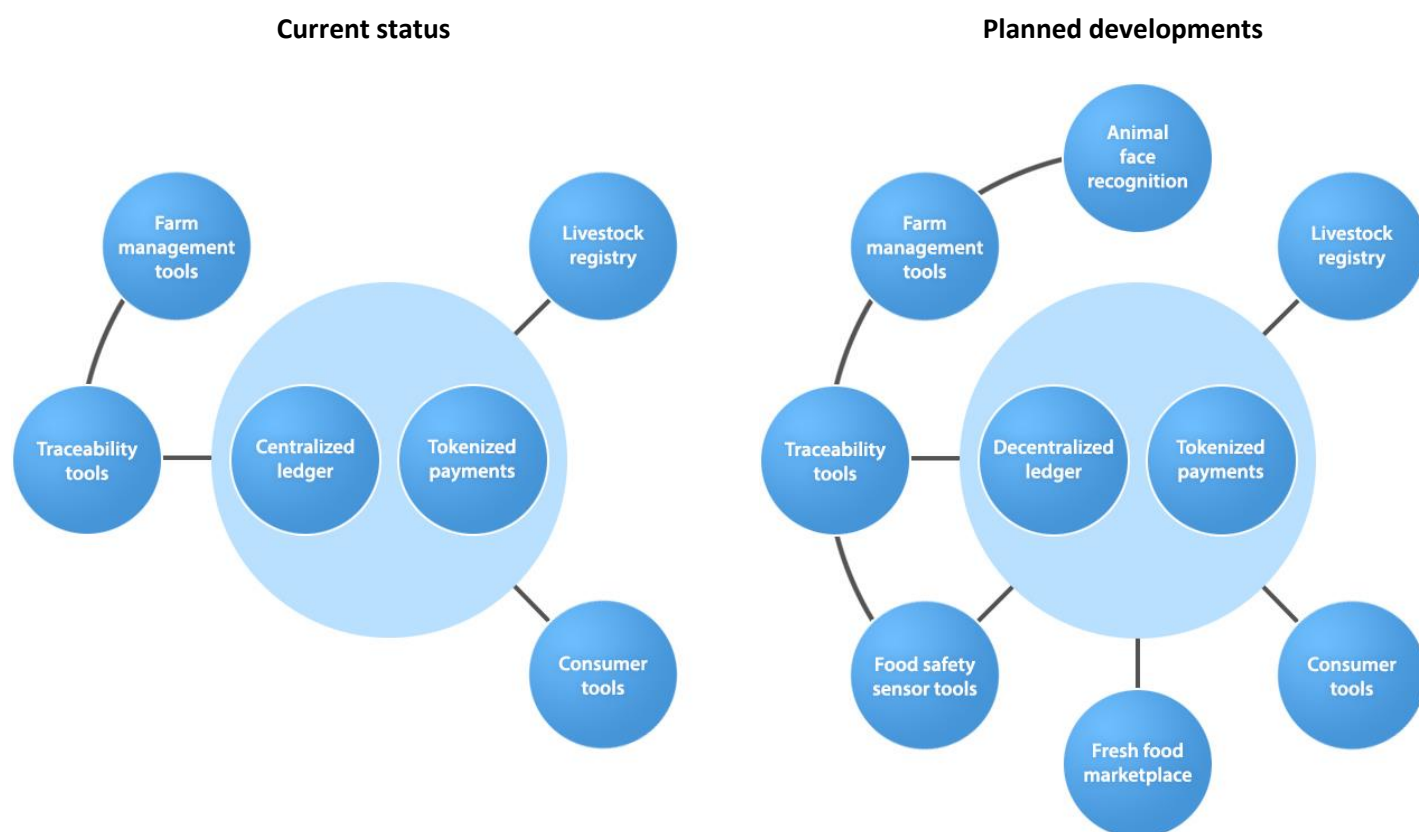 Current status
Farm
management
tools
Livestock
registry
Traceability
tools
Centralized
ledger
Tokenized
payments
Consumer
tools
Planned developments
Animal
face
recognition
Farm
management
tools
Livestock
registry
Traceability
tools
Decentralized
ledger
Tokenized
payments
Food safety
sensor tools
Consumer
tools
Fresh food
marketplace